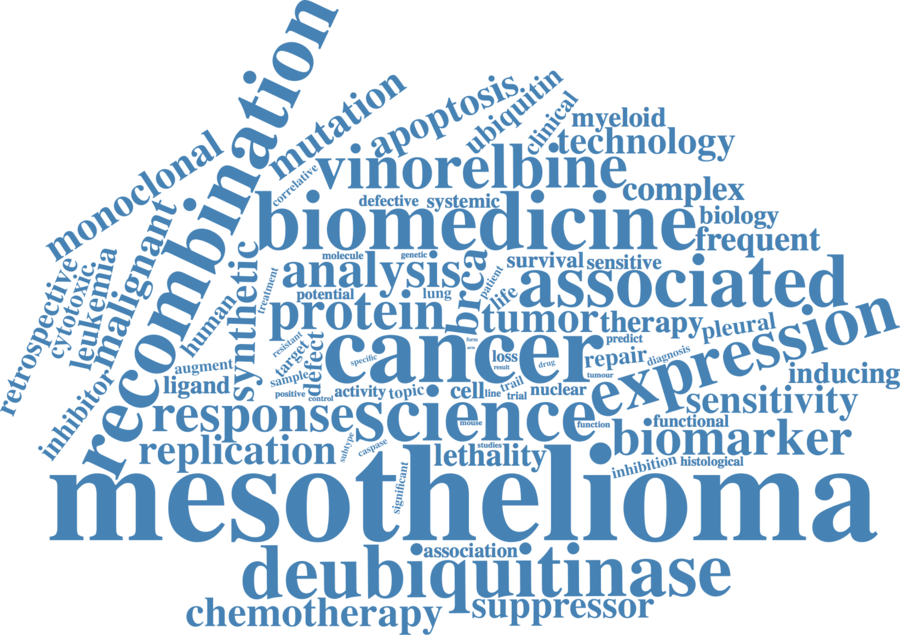 recombination
mutation
apoptosis
ubiquitin
clinical
myeloid
technology
monoclonal
vinorelbine
correlative
complex
defective
systemic
biomedicine
biology
frequent
malignant
retrospective
cytotoxic
leukemia
human
synthetic
treatment
molecule
genetic
analysis
brca
survival
sensitive
patient
life
associated
potential
lung
protein
tumor
therapy
pleural
expression
resistant
target
defect
specific
cancer
form
arm
loss
result
drug
predict
repair
diagnosis
tumour
inhibitor
augment
ligand
sample
positive
control
activity
topic
cell
line
trail
trial
nuclear
inducing
sensitivity
response
science
mouse
function
functional
biomarker
replication
subtype
caspase
studies
lethality
inhibition
histological
significant
mesothelioma
association
deubiquitinase
chemotherapy
suppressor